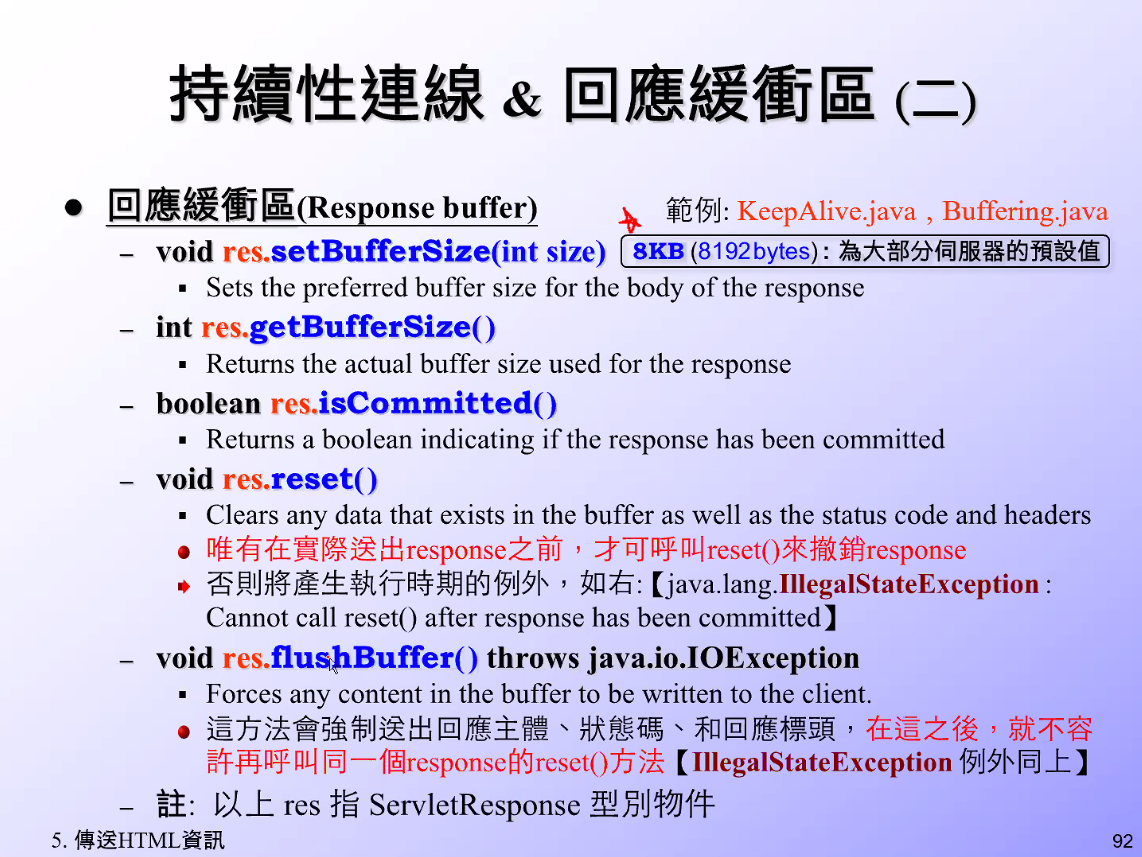 持續性連線 & 回應緩衝區 (二)
● 回應緩衝區(Response buffer)
範例: KeepAlive.java , Buffering.java
– void res.setBufferSize(int size)
8KB (8192bytes) : 為大部分伺服器的預設值
▪ Sets the preferred buffer size for the body of the response
– int res.getBufferSize()
▪ Returns the actual buffer size used for the response
– boolean res.isCommitted()
▪ Returns a boolean indicating if the response has been committed
– void res.reset()
▪ Clears any data that exists in the buffer as well as the status code and headers
唯有在實際送出response之前，才可呼叫reset()來撤銷response
否則將產生執行時期的例外，如右:【java.lang.IllegalStateException :
Cannot call reset() after response has been committed】
– void res.flushBuffer() throws java.io.IOException
▪ Forces any content in the buffer to be written to the client.
這方法會強制送出回應主體、狀態碼、和回應標頭，在這之後，就不容
許再呼叫同一個response的reset()方法【IllegalStateException 例外同上】
– 註: 以上 res 指 ServletResponse 型別物件
5. 傳送HTML資訊
92